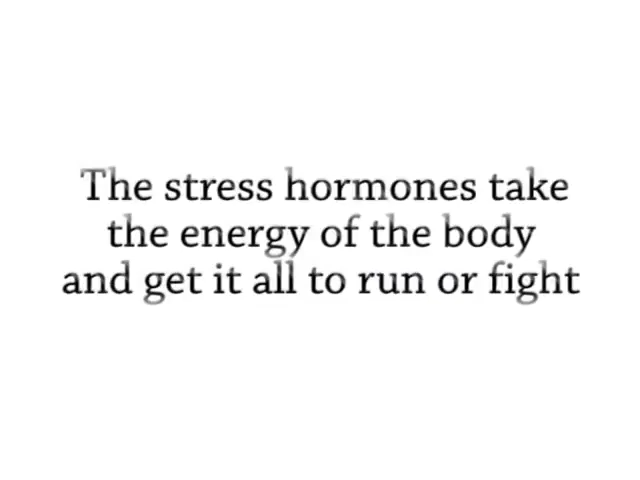 The stress hormones take
the energy of the body
and get it all to run or fight